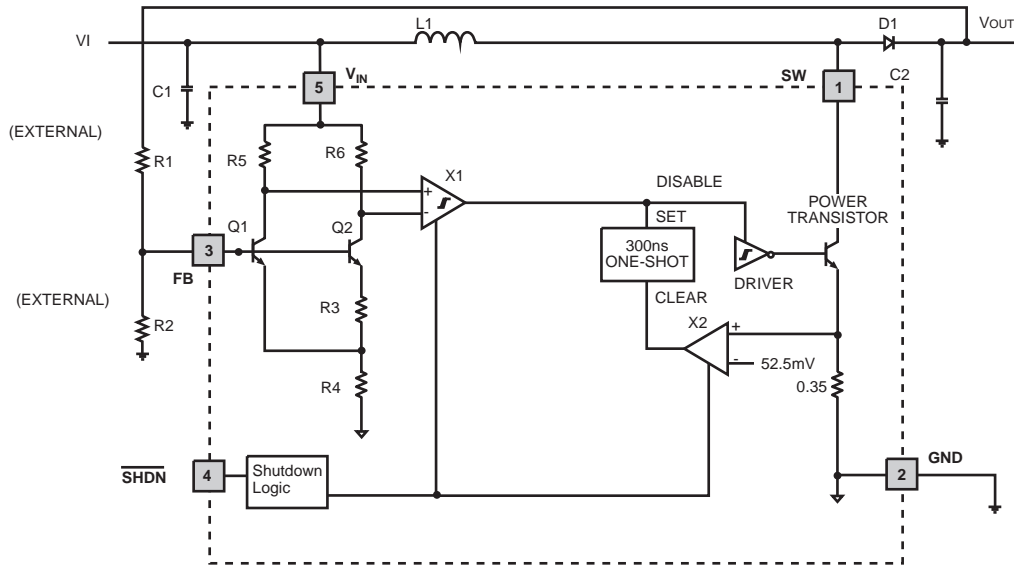 L1
D1
VOUT
VI
VIN
SW
5
1
C1
C2
(EXTERNAL)
R1
R5
R6
X1
+
-
DISABLE
SET
POWER
TRANSISTOR
Q1
Q2
3
FB
300ns
ONE-SHOT
DRIVER
CLEAR
(EXTERNAL)
R2
R3
X2
+
-
52.5mV
R4
0.35
SHDN
4
Shutdown
Logic
2
GND